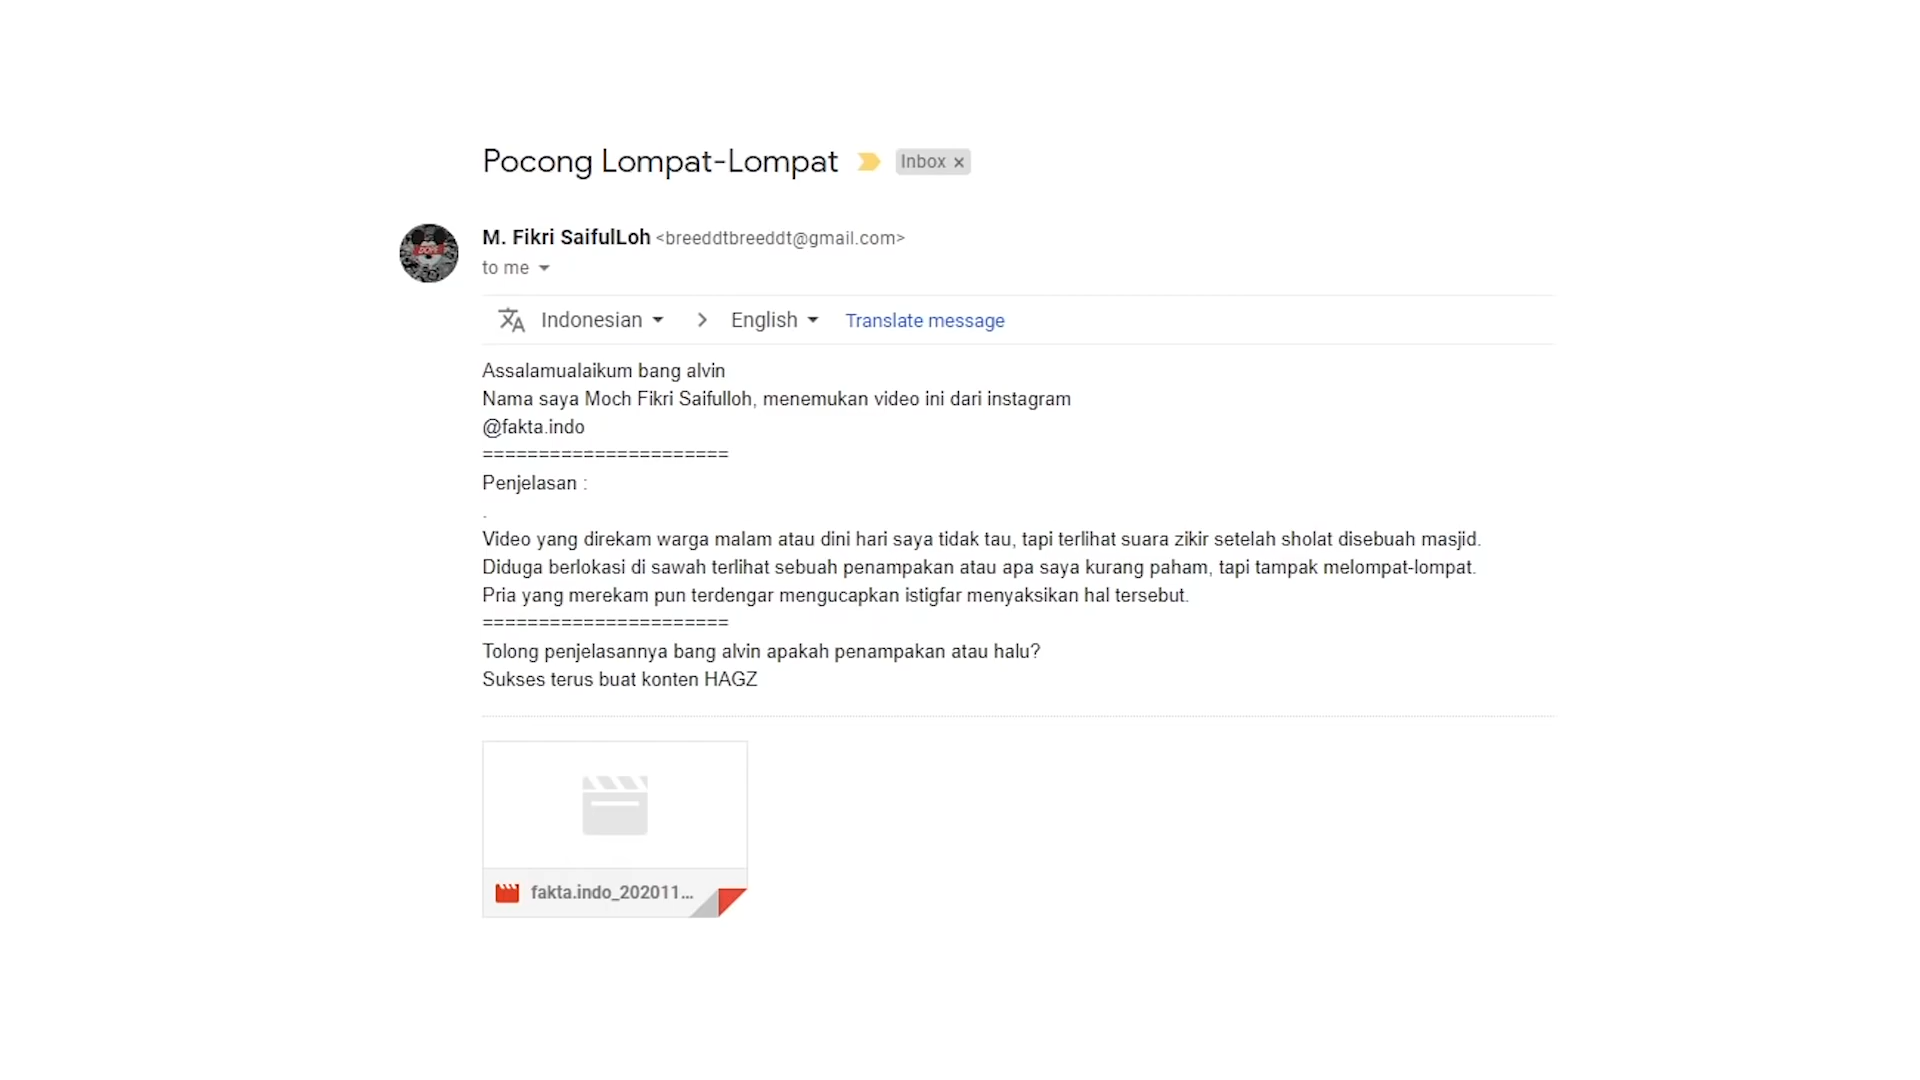 Pocong Lompat-Lompat Inbox ×
M. Fikri SaifulLoh <breeddtbreeddt@gmail.com>
to me
Indonesian > English Translate message
Assalamualaikum bang alvin
Nama saya Moch Fikri Saifulloh, menemukan video ini dari instagram
@fakta.indo
======================
Penjelasan :
.
Video yang direkam warga malam atau dini hari saya tidak tau, tapi terlihat suara zikir setelah sholat disebuah masjid.
Diduga berlokasi di sawah terlihat sebuah penampakan atau apa saya kurang paham, tapi tampak melompat-lompat.
Pria yang merekam pun terdengar mengucapkan istigfar menyaksikan hal tersebut.
======================
Tolong penjelasannya bang alvin apakah penampakan atau halu?
Sukses terus buat konten HAGZ
fakta.indo_202011...